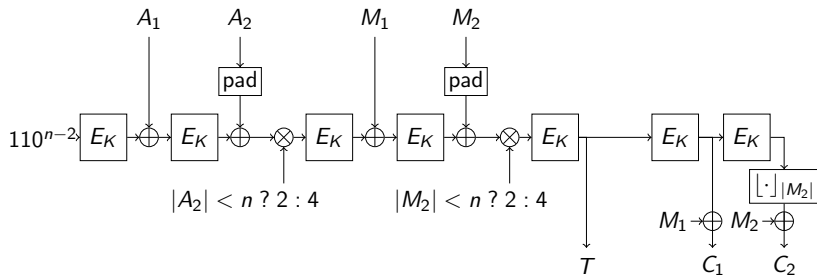 A₁ A₂ M₁ M₂
pad pad
110ⁿ⁻² E_K E_K E_K E_K E_K E_K E_K
⌊·⌋_|M₂|
|A₂| < n ? 2 : 4 |M₂| < n ? 2 : 4
M₁ M₂
T C₁ C₂